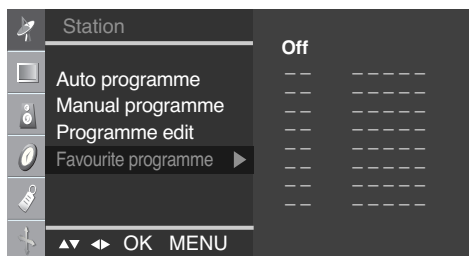 Station
Auto programme
Manual programme
Programme edit
Favourite programme ▶
▲▼ ◀▶ OK MENU
Off
–– –––––
–– –––––
–– –––––
–– –––––
–– –––––
–– –––––
–– –––––
–– –––––